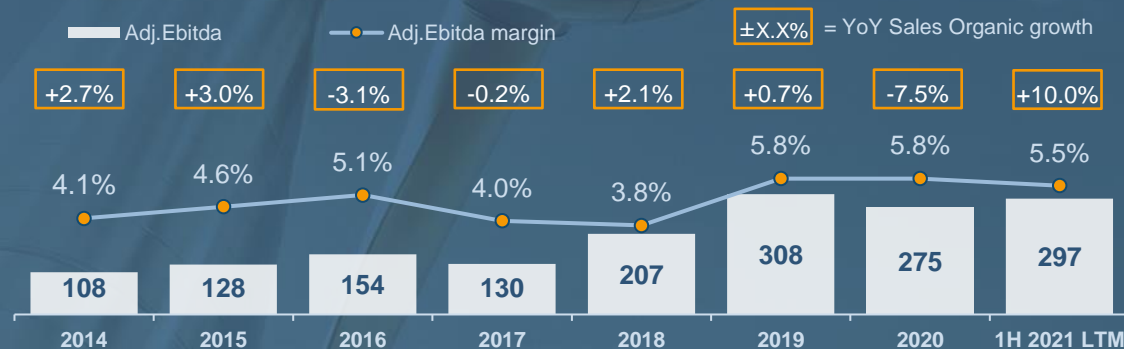 Adj.Ebitda
Adj.Ebitda margin
±X.X% = YoY Sales Organic growth
+2.7% +3.0% -3.1% -0.2% +2.1% +0.7% -7.5% +10.0%
4.1% 4.6% 5.1% 4.0% 3.8% 5.8% 5.8% 5.5%
108 128 154 130 207 308 275 297
2014 2015 2016 2017 2018 2019 2020 1H 2021 LTM